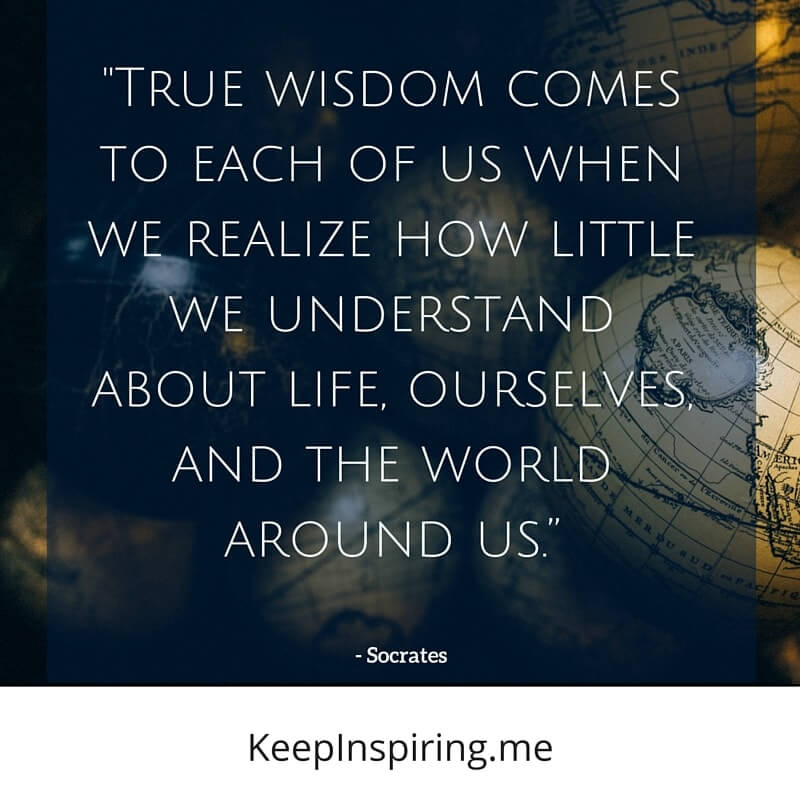 "TRUE WISDOM COMES
TO EACH OF US WHEN
WE REALIZE HOW LITTLE
WE UNDERSTAND
ABOUT LIFE, OURSELVES,
AND THE WORLD
AROUND US.”
- Socrates
KeepInspiring.me